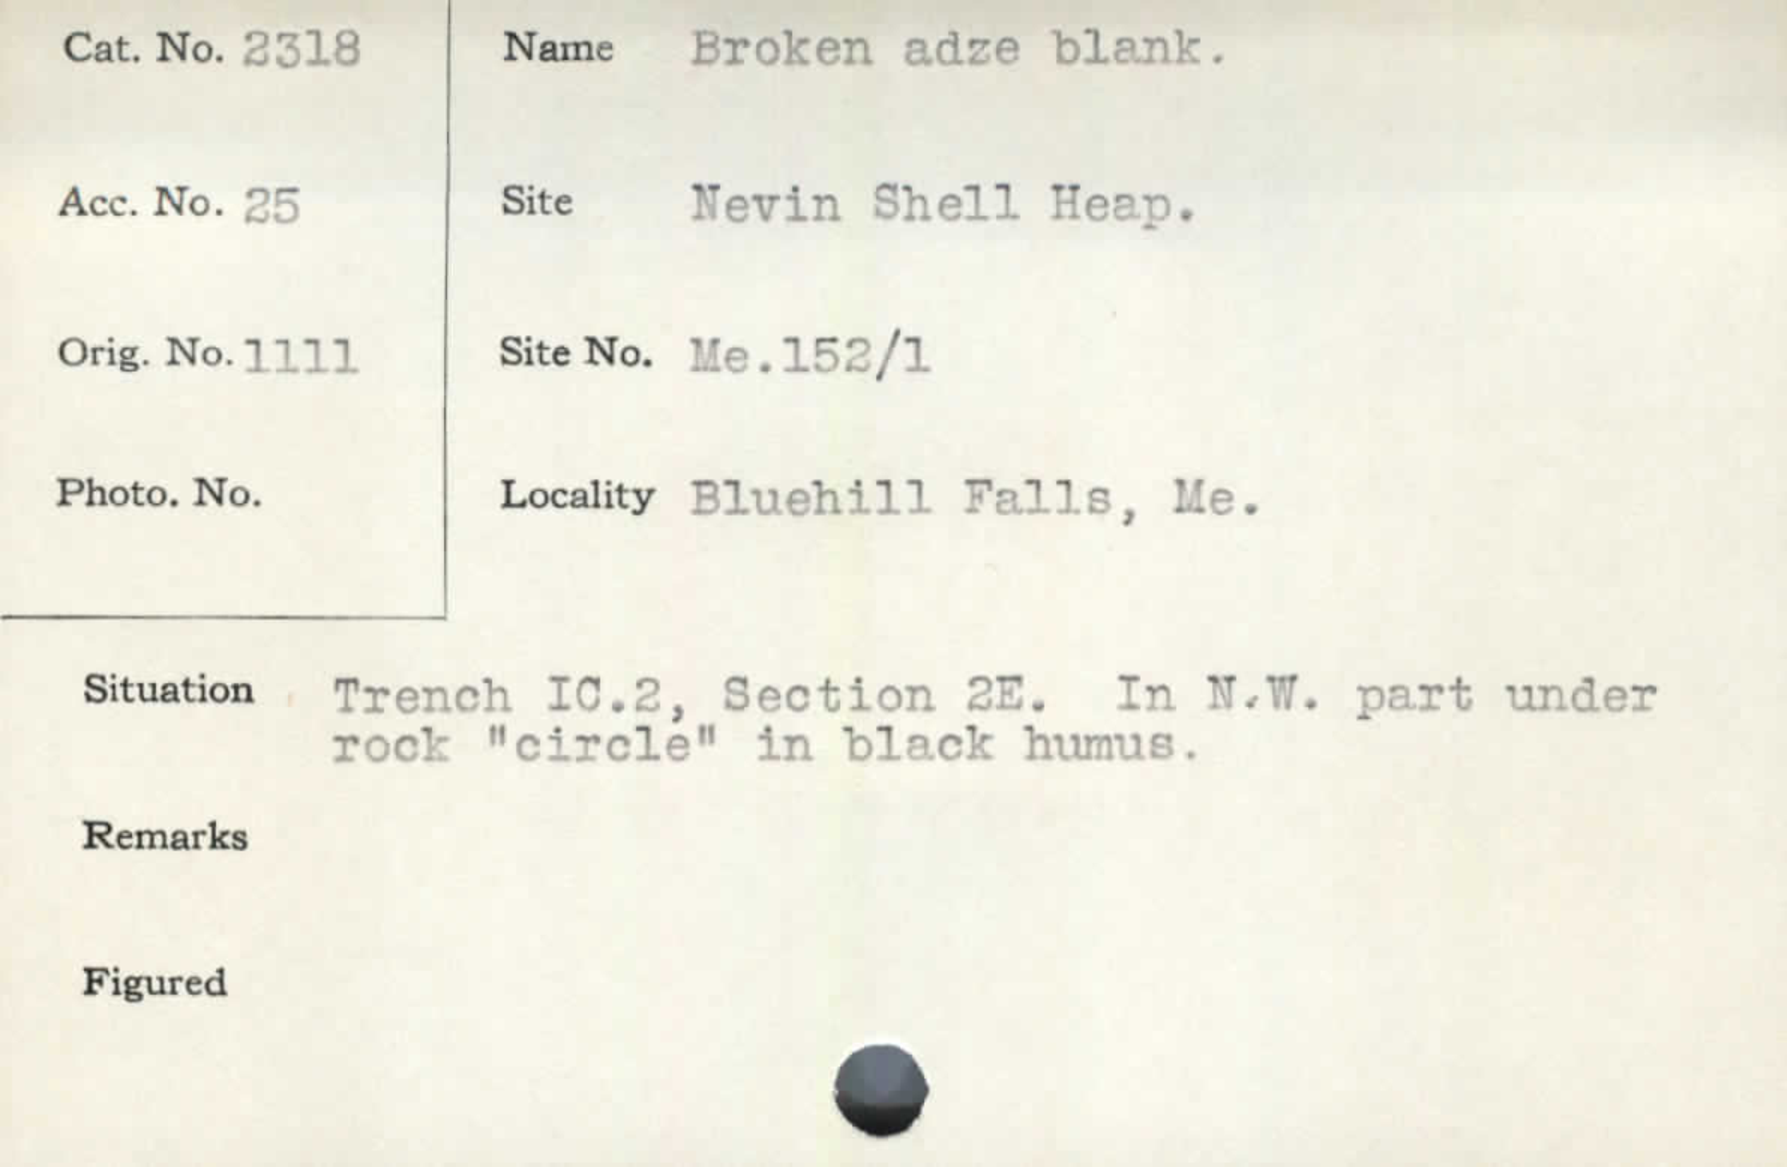 Cat. No. 2318
Name Broken adze blank.
Acc. No. 25
Site Nevin Shell Heap.
Orig. No. 1111
Site No. Me.152/1
Photo. No.
Locality Bluehill Falls, Me.
Situation Trench IC.2, Section 2E. In N.W. part under
rock "circle" in black humus.
Remarks
Figured